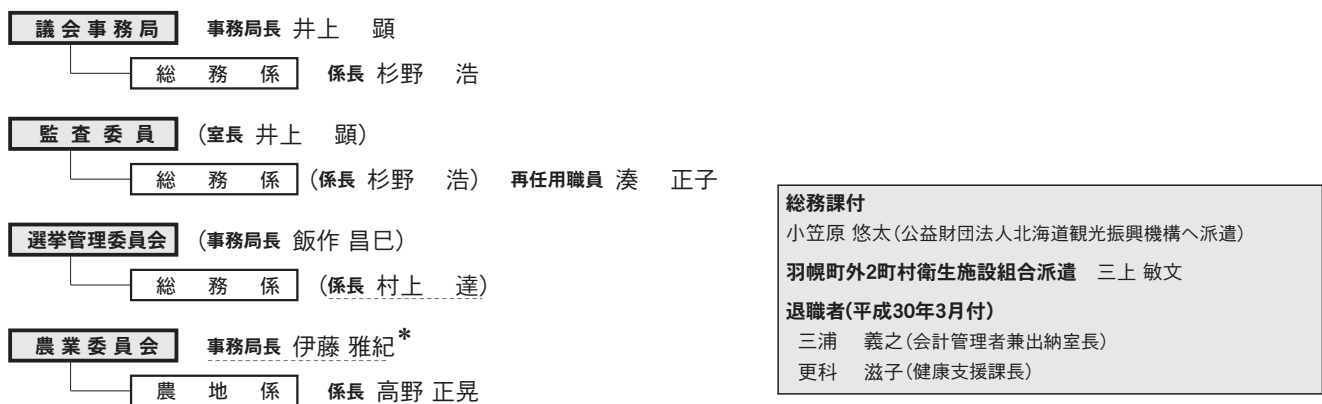 議会事務局 事務局長 井上 顕
総務係 係長 杉野 浩
監査委員 (室長 井上 顕)
総務係 (係長 杉野 浩) 再任用職員 湊 正子
選挙管理委員会 (事務局長 飯作 昌巳)
総務係 (係長 村上 達)
農業委員会 事務局長 伊藤 雅紀*
農地係 係長 高野 正晃
総務課付
小笠原 悠太(公益財団法人北海道観光振興機構へ派遣)
羽幌町外2町村衛生施設組合派遣 三上 敏文
退職者(平成30年3月付)
三浦 義之(会計管理者兼出納室長)
更科 滋子(健康支援課長)